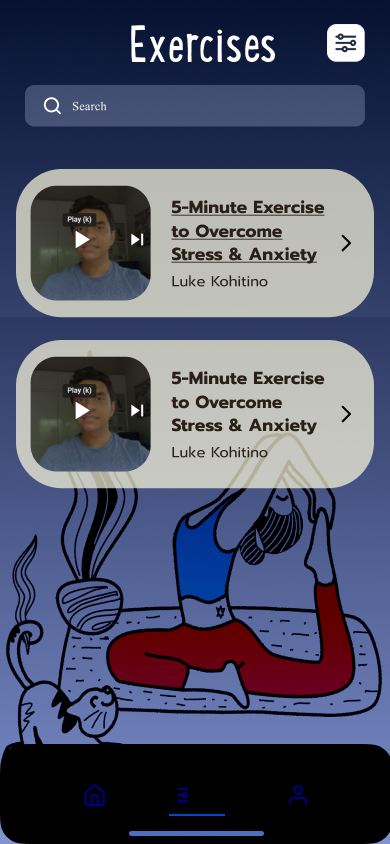 Exercises
Search
Play (k)
5-Minute Exercise
to Overcome
Stress & Anxiety
Luke Kohitino
Play (k)
5-Minute Exercise
to Overcome
Stress & Anxiety
Luke Kohitino